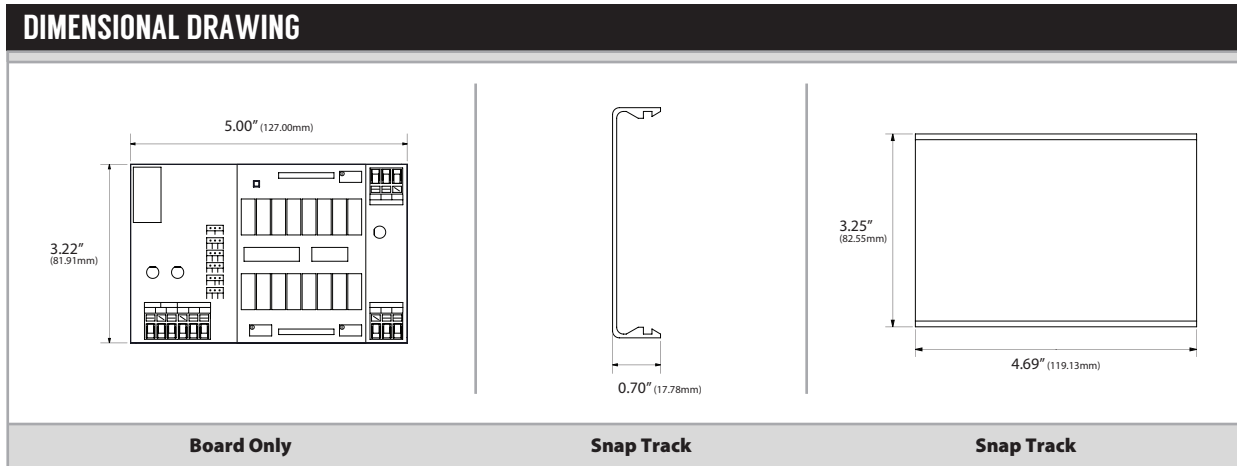 DIMENSIONAL DRAWING
5.00" (127.00mm)
3.22"
(81.91mm)
0.70" (17.78mm)
3.25"
(82.55mm)
4.69" (119.13mm)
Board Only
Snap Track
Snap Track